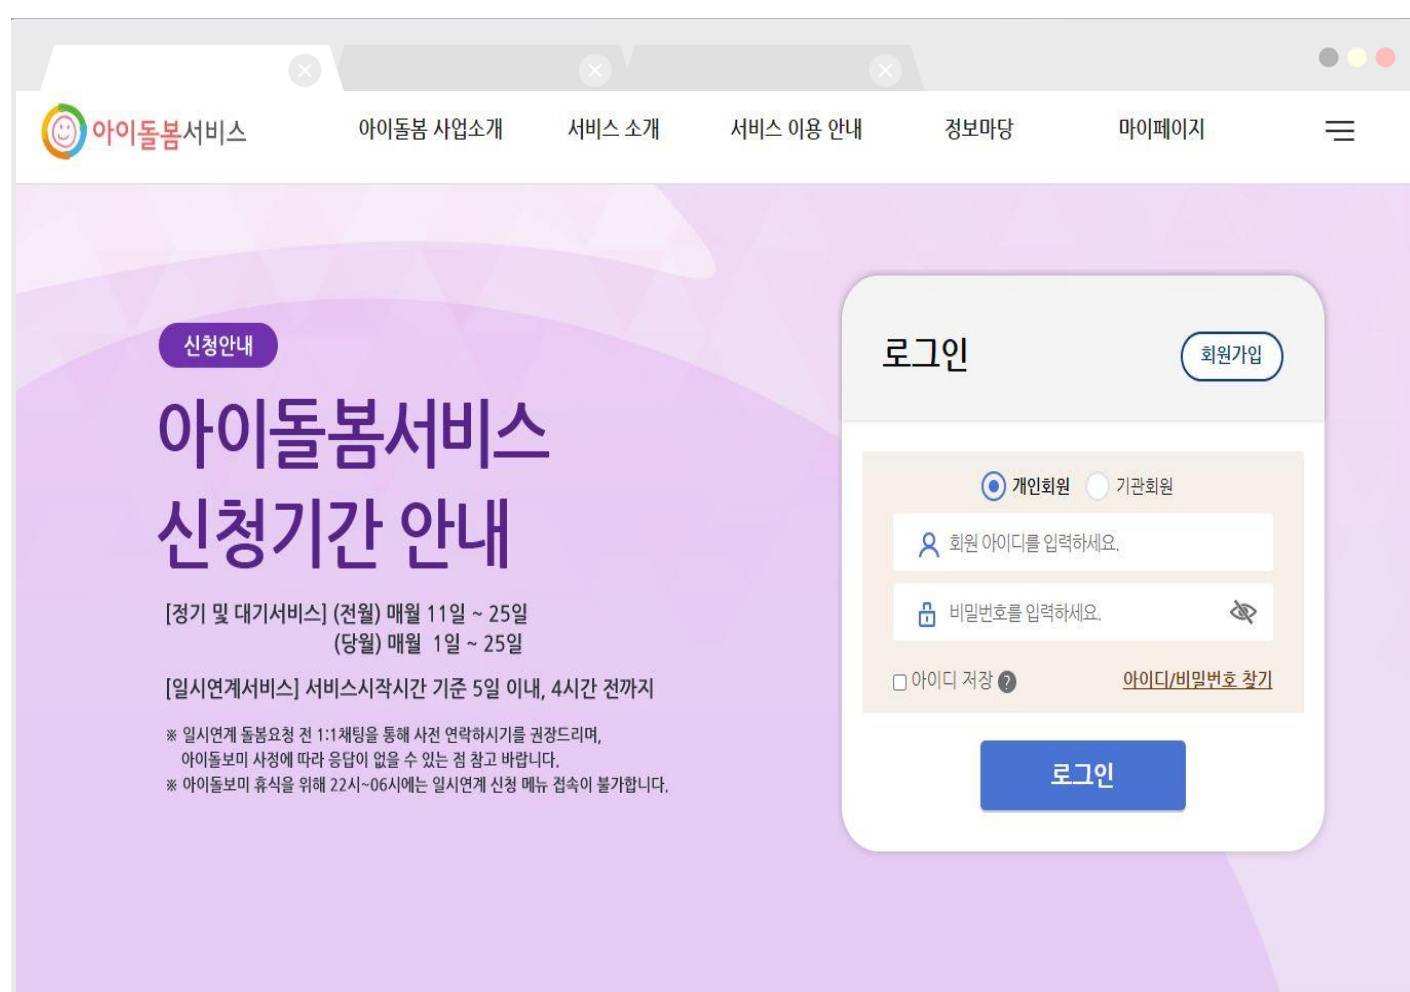 아이돌봄서비스
아이돌봄 사업소개
서비스 소개
서비스 이용 안내
정보마당
마이페이지
신청안내
아이돌봄서비스
신청기간 안내
[정기 및 대기서비스] (전월) 매월 11일 ~ 25일
(당월) 매월 1일 ~ 25일
[일시연계서비스] 서비스시작시간 기준 5일 이내, 4시간 전까지
※ 일시연계 돌봄요청 전 1:1채팅을 통해 사전 연락하시기를 권장드리며,
아이돌보미 사정에 따라 응답이 없을 수 있는 점 참고 바랍니다.
※ 아이돌보미 휴식을 위해 22시~06시에는 일시연계 신청 메뉴 접속이 불가합니다.
로그인
회원가입
개인회원
기관회원
회원 아이디를 입력하세요.
비밀번호를 입력하세요.
아이디 저장 ?
아이디/비밀번호 찾기
로그인